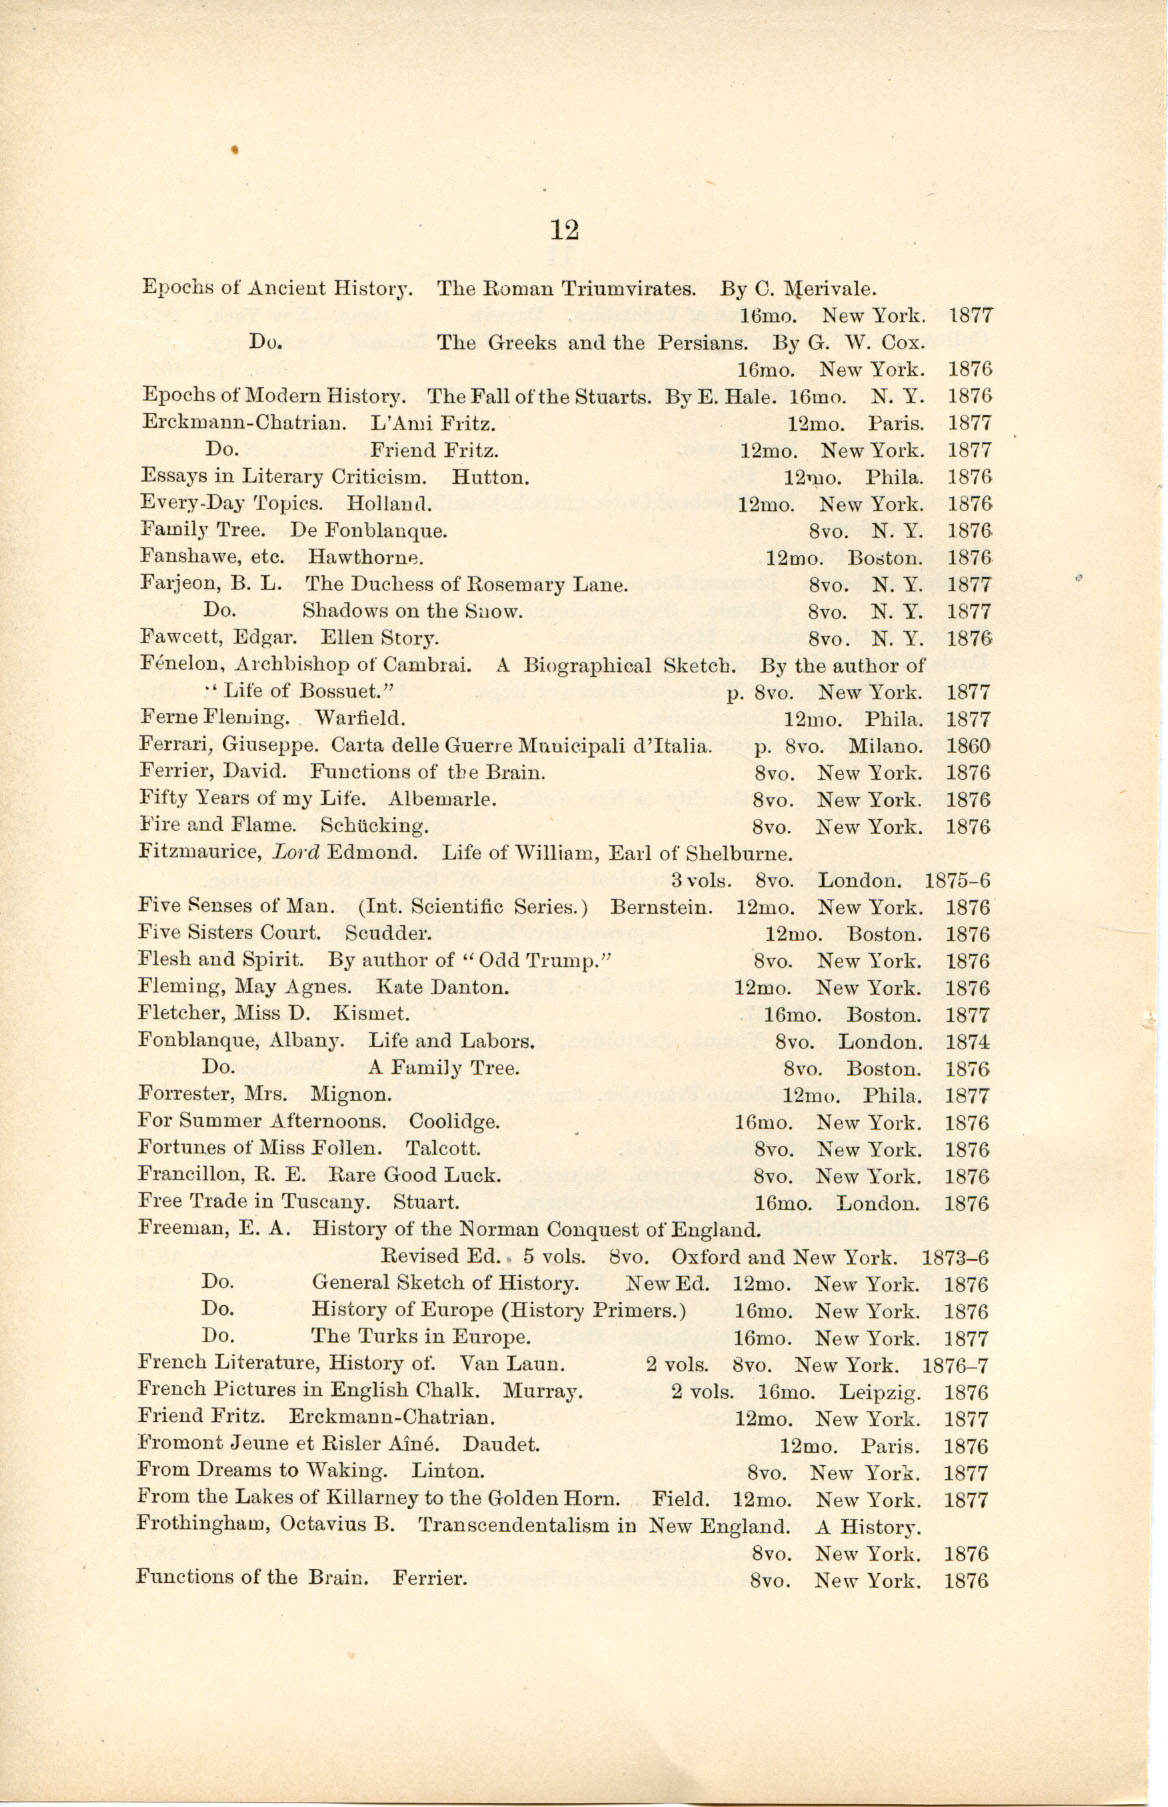 12
Epochs of Ancient History. The Roman Triumvirates. By C. Merivale.
16mo. New York. 1877
Do. The Greeks and the Persians. By G. W. Cox.
16mo. New York. 1876
Epochs of Modern History. The Fall of the Stuarts. By E. Hale. 16mo. N. Y. 1876
Erckmann-Chatrian. L'Ami Fritz. 12mo. Paris. 1877
Do. Friend Fritz. 12mo. New York. 1877
Essays in Literary Criticism. Hutton. 12mo. Phila. 1876
Every-Day Topics. Holland. 12mo. New York. 1876
Family Tree. De Fonblanque. 8vo. N. Y. 1876
Fanshawe, etc. Hawthorne. 12mo. Boston. 1876
Farjeon, B. L. The Duchess of Rosemary Lane. 8vo. N. Y. 1877
Do. Shadows on the Snow. 8vo. N. Y. 1877
Fawcett, Edgar. Ellen Story. 8vo. N. Y. 1876
Fénelon, Archbishop of Cambrai. A Biographical Sketch. By the author of
"Life of Bossuet." p. 8vo. New York. 1877
Ferne Fleming. Warfield. 12mo. Phila. 1877
Ferrari, Giuseppe. Carta delle Guerre Municipali d'Italia. p. 8vo. Milano. 1860
Ferrier, David. Functions of the Brain. 8vo. New York. 1876
Fifty Years of my Life. Albemarle. 8vo. New York. 1876
Fire and Flame. Schücking. 8vo. New York. 1876
Fitzmaurice, Lord Edmond. Life of William, Earl of Shelburne.
3 vols. 8vo. London. 1875-6
Five Senses of Man. (Int. Scientific Series.) Bernstein. 12mo. New York. 1876
Five Sisters Court. Scudder. 12mo. Boston. 1876
Flesh and Spirit. By author of "Odd Trump." 8vo. New York. 1876
Fleming, May Agnes. Kate Danton. 12mo. New York. 1876
Fletcher, Miss D. Kismet. 16mo. Boston. 1877
Fonblanque, Albany. Life and Labors. 8vo. London. 1874
Do. A Family Tree. 8vo. Boston. 1876
Forrester, Mrs. Mignon. 12mo. Phila. 1877
For Summer Afternoons. Coolidge. 16mo. New York. 1876
Fortunes of Miss Follen. Talcott. 8vo. New York. 1876
Francillon, R. E. Rare Good Luck. 8vo. New York. 1876
Free Trade in Tuscany. Stuart. 16mo. London. 1876
Freeman, E. A. History of the Norman Conquest of England.
Revised Ed. 5 vols. 8vo. Oxford and New York. 1873-6
Do. General Sketch of History. New Ed. 12mo. New York. 1876
Do. History of Europe (History Primers.) 16mo. New York. 1876
Do. The Turks in Europe. 16mo. New York. 1877
French Literature, History of. Van Laun. 2 vols. 8vo. New York. 1876-7
French Pictures in English Chalk. Murray. 2 vols. 16mo. Leipzig. 1876
Friend Fritz. Erckmann-Chatrian. 12mo. New York. 1877
Fromont Jeune et Risler Aîné. Daudet. 12mo. Paris. 1876
From Dreams to Waking. Linton. 8vo. New York. 1877
From the Lakes of Killarney to the Golden Horn. Field. 12mo. New York. 1877
Frothingham, Octavius B. Transcendentalism in New England. A History.
8vo. New York. 1876
Functions of the Brain. Ferrier. 8vo. New York. 1876